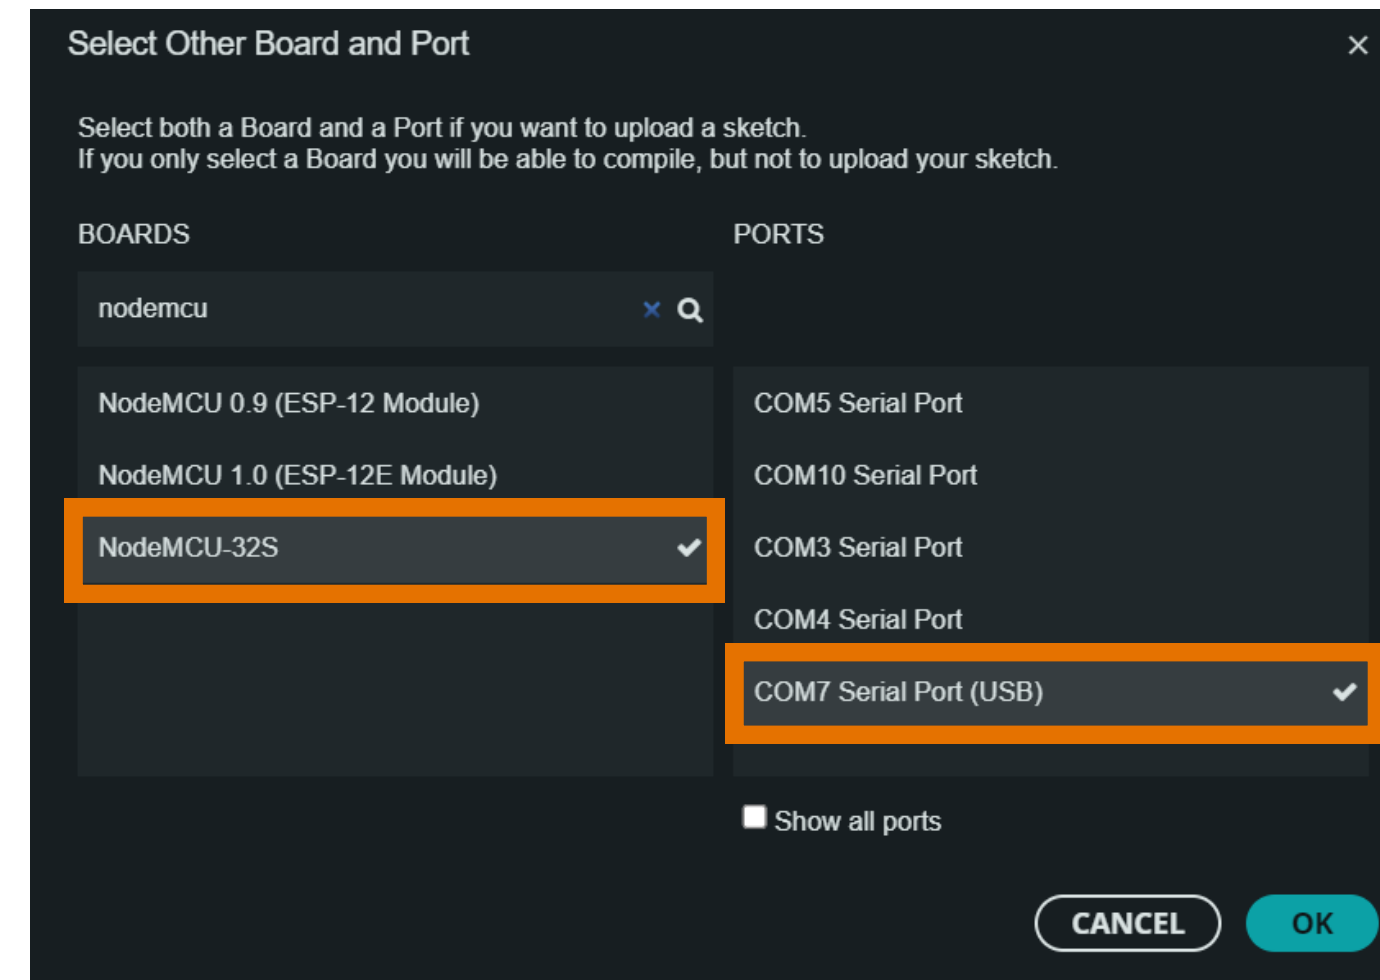 Select Other Board and Port
Select both a Board and a Port if you want to upload a sketch.
If you only select a Board you will be able to compile, but not to upload your sketch.
BOARDS
nodemcu
NodeMCU 0.9 (ESP-12 Module)
NodeMCU 1.0 (ESP-12E Module)
NodeMCU-32S
PORTS
COM5 Serial Port
COM10 Serial Port
COM3 Serial Port
COM4 Serial Port
COM7 Serial Port (USB)
Show all ports
CANCEL
OK